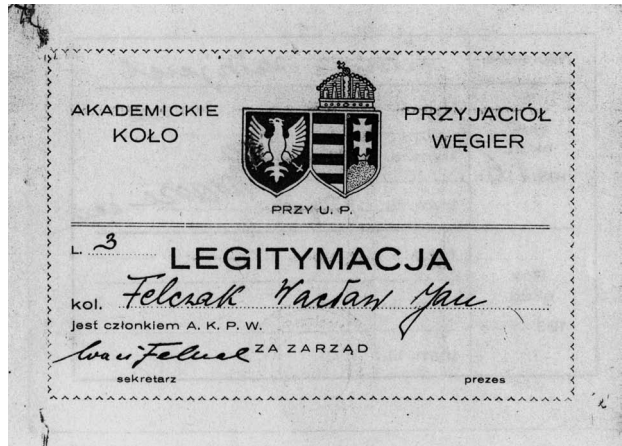 AKADEMICKIE KOŁO
PRZYJACIÓŁ WĘGIER
PRZY U. P.
L. 3
LEGITYMACJA
kol. Felczak Wacław Jan
jest członkiem A. K. P. W.
ZA ZARZĄD
sekretarz
prezes